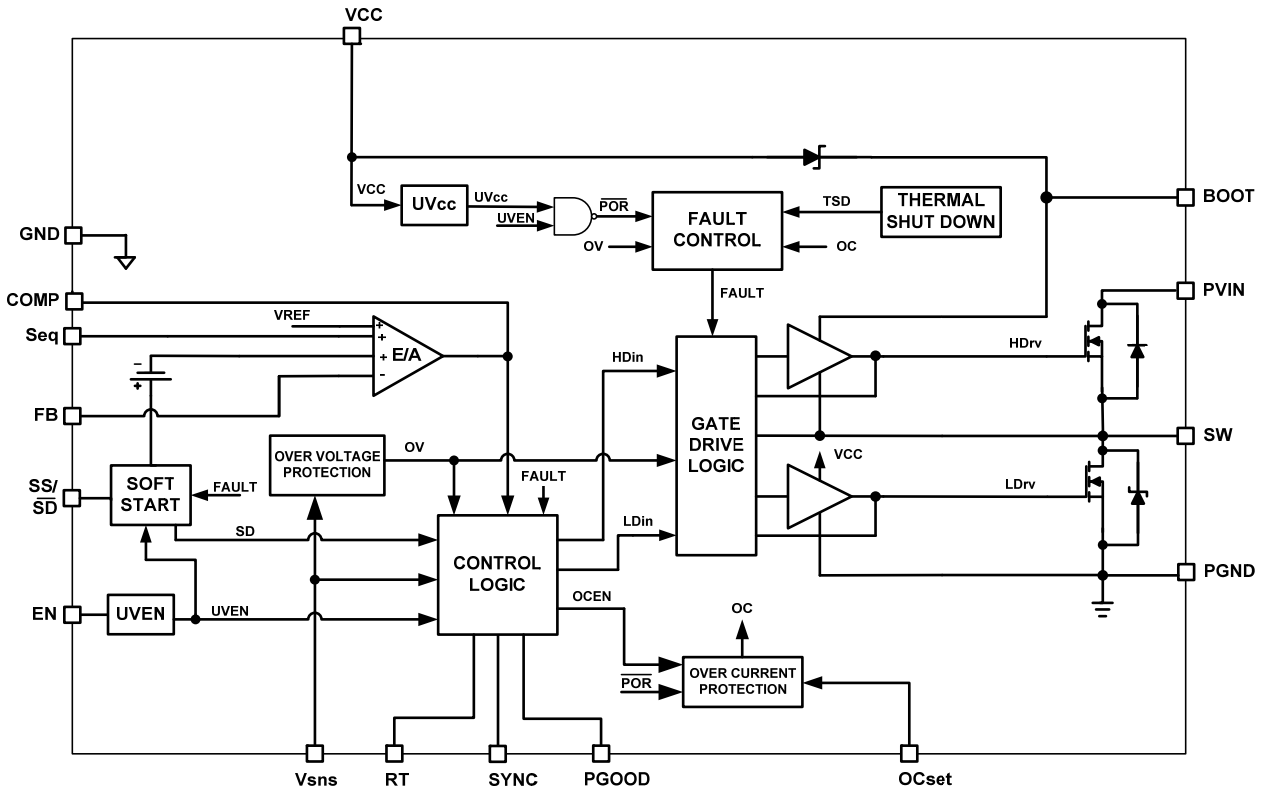 VCC
VCC
UVcc
UVcc
UVEN
POR
OV
FAULT
CONTROL
TSD
THERMAL
SHUT DOWN
OC
BOOT
GND
FAULT
PVIN
COMP
VREF
Seq
+
+
+
-
E/A
–
+
HDin
HDrv
FB
GATE
DRIVE
LOGIC
SW
OVER VOLTAGE
PROTECTION
OV
VCC
SS/
SD
SOFT
START
FAULT
FAULT
LDrv
SD
LDin
CONTROL
LOGIC
PGND
EN
UVEN
UVEN
OCEN
OC
POR
OVER CURRENT
PROTECTION
Vsns
RT
SYNC
PGOOD
OCset